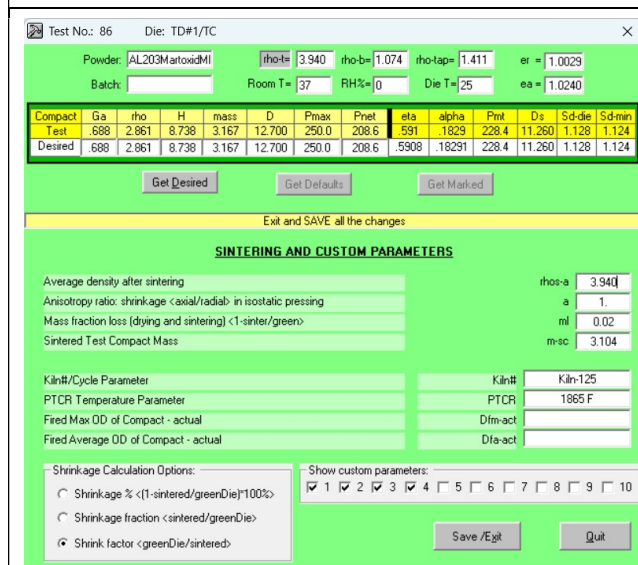 Test No.: 86 Die: TD#1/TC
Powder: AL203MartoxidMI rho-t= 3.940 rho-b= 1.074 rho-tap= 1.411 er = 1.0029
Batch: Room T= 37 RH%= 0 Die T= 25 ea = 1.0240
Compact Ga rho H mass D Pmax Pnet eta alpha Pmt Ds Sd-die Sd-min
Test .688 2.861 8.738 3.167 12.700 250.0 208.6 .591 .1829 228.4 11.260 1.128 1.124
Desired .688 2.861 8.738 3.167 12.700 250.0 208.6 .5908 .18291 228.4 11.260 1.128 1.124
Get Desired Get Defaults Get Marked
Exit and SAVE all the changes
SINTERING AND CUSTOM PARAMETERS
Average density after sintering rhos-a 3.940
Anisotropy ratio: shrinkage <axial/radial> in isostatic pressing a 1.
Mass fraction loss (drying and sintering) <1-sinter/green> ml 0.02
Sintered Test Compact Mass m-sc 3.104
Kiln#/Cycle Parameter Kiln# Kiln-125
PTCR Temperature Parameter PTCR 1865 F
Fired Max OD of Compact - actual Dfm-act
Fired Average OD of Compact - actual Dfa-act
Shrinkage Calculation Options: Show custom parameters:
Shrinkage % <(1-sintered/greenDie)*100%> 1 2 3 4 5 6 7 8 9 10
Shrinkage fraction <sintered/greenDie>
Shrink factor <greenDie/sintered> Save /Exit Quit